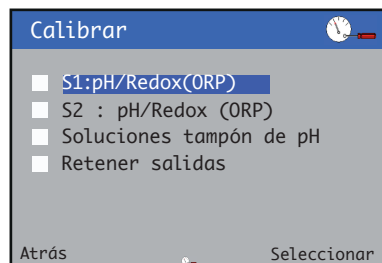 Calibrar
S1:pH/Redox(ORP)
S2 : pH/Redox (ORP)
Soluciones tampón de pH
Retener salidas
Atrás Seleccionar